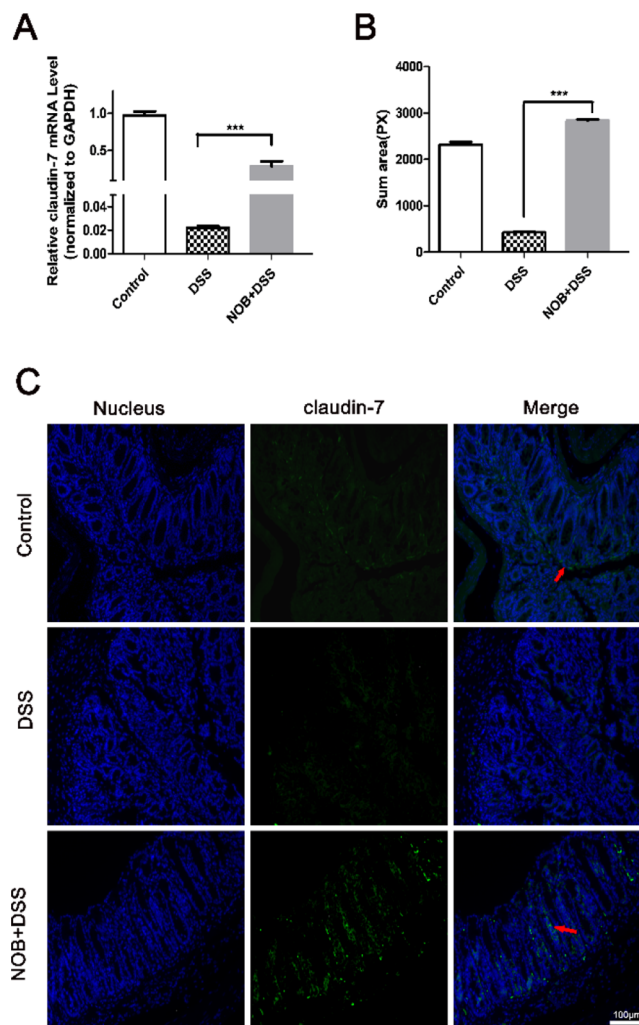 A
Relative claudin-7 mRNA Level
(normalized to GAPDH)
1.0
0.5
0.04
0.02
0.00
***
Control
DSS
NOB+DSS
B
Sum area(PX)
4000
3000
2000
1000
0
***
Control
DSS
NOB+DSS
C
Nucleus claudin-7 Merge
Control
DSS
NOB+DSS
100μm